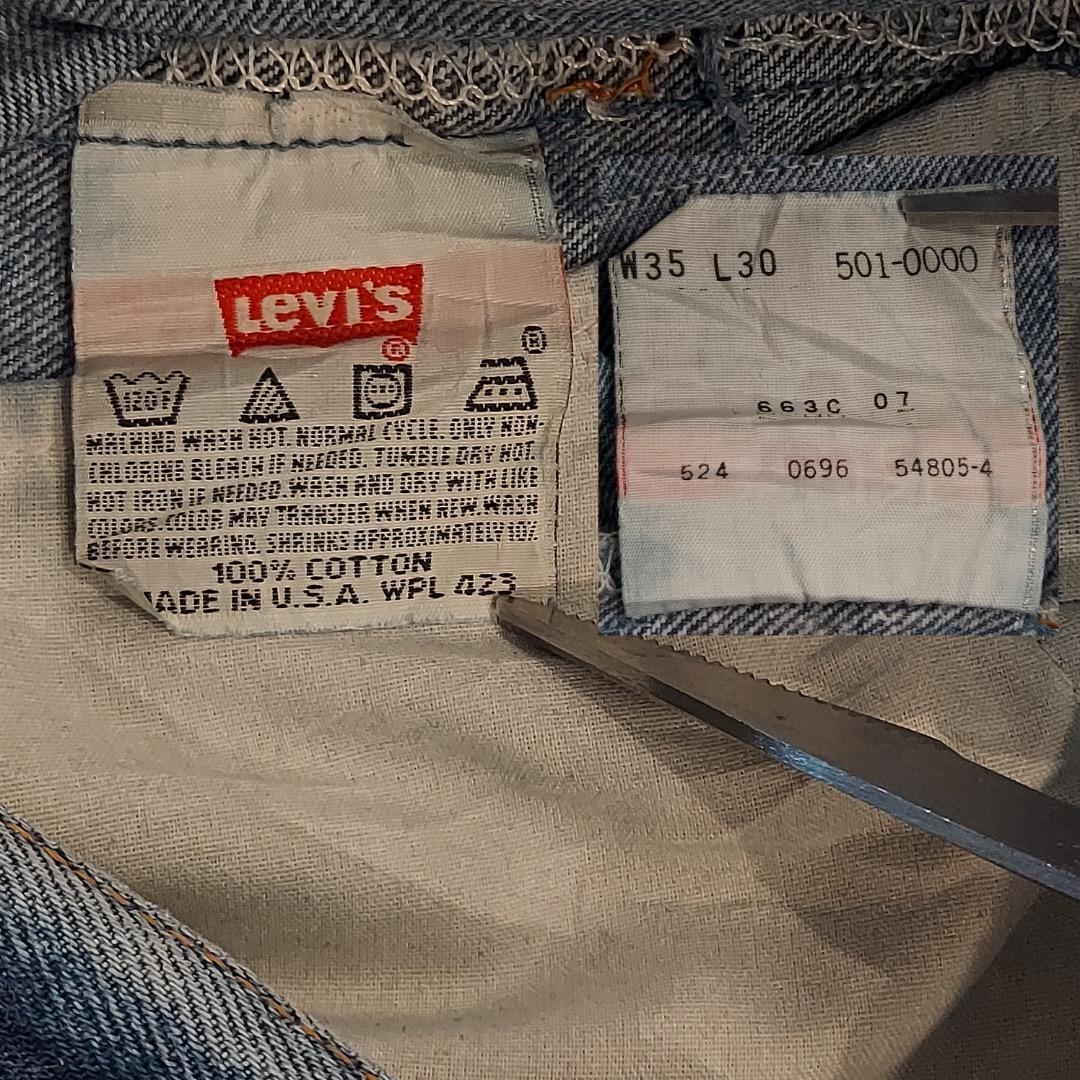 LEVI'S
®
®
120°F
MACHINE WASH HOT. NORMAL CYCLE. ONLY NON-
CHLORINE BLEACH IF NEEDED. TUMBLE DRY HOT.
HOT IRON IF NEEDED. WASH AND DRY WITH LIKE
COLORS. COLOR MAY TRANSFER WHEN NEW. WASH
BEFORE WEARING. SHRINKS APPROXIMATELY 10%.
100% COTTON
MADE IN U.S.A. WPL 423
W35 L30 501-0000
663C 07
524 0696 54805-4